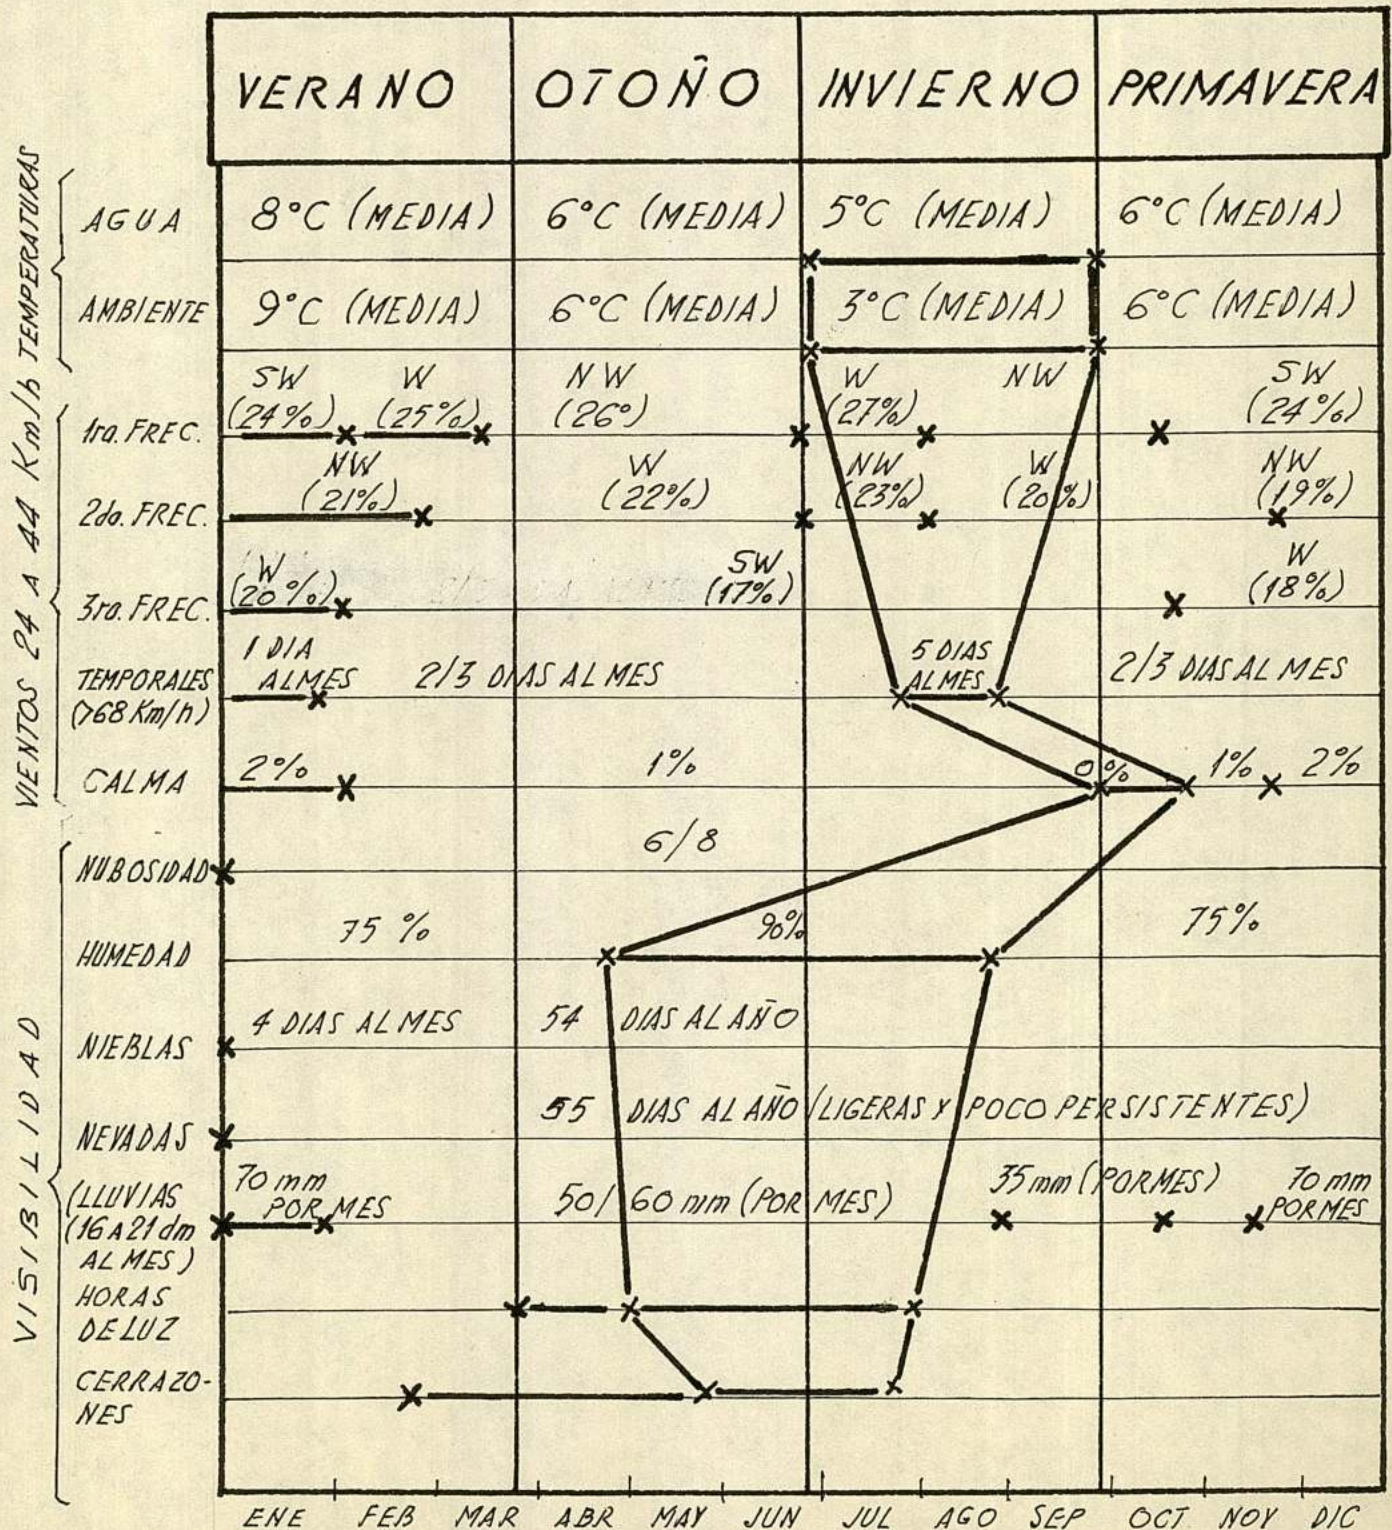 VERANO OTOÑO INVIERNO PRIMAVERA
VIENTOS 24 A 44 Km/h TEMPERATURAS
AGUA 8°C (MEDIA) 6°C (MEDIA) 5°C (MEDIA) 6°C (MEDIA)
AMBIENTE 9°C (MEDIA) 6°C (MEDIA) 3°C (MEDIA) 6°C (MEDIA)
SW W NW W NW SW
1ra. FREC. (24%) (25%) (26°) (27%) (24%)
NW W NW W NW
2da. FREC. (21%) (22%) (23%) (20%) (19%)
W SW W
3ra. FREC. (20%) (17%) (18%)
1 DIA 5 DIAS
TEMPORALES AL MES 2/3 DIAS AL MES AL MES 2/3 DIAS AL MES
(>68 Km/h)
CALMA 2% 1% 0% 1% 2%
VISIBILIDAD
NUBOSIDAD 6/8
HUMEDAD 75% 90% 75%
NIEBLAS 4 DIAS AL MES 54 DIAS AL AÑO
NEVADAS 55 DIAS AL AÑO (LIGERAS Y POCO PERSISTENTES)
(LLUVIAS 70 mm 50/60 mm (POR MES) 35 mm (POR MES) 70 mm
(16 A 21 dm POR MES POR MES
AL MES)
HORAS
DE LUZ
CERRAZO-
NES
ENE FEB MAR ABR MAY JUN JUL AGO SEP OCT NOV DIC